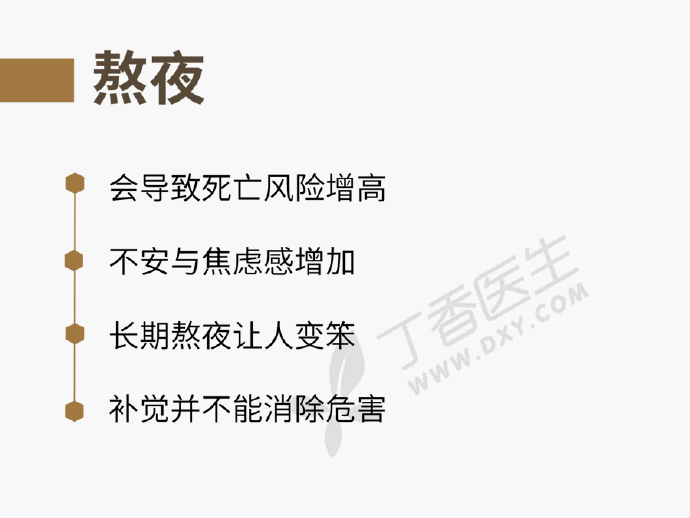 熬夜
会导致死亡风险增高
不安与焦虑感增加
长期熬夜让人变笨
补觉并不能消除危害
丁香医生
WWW.DXY.COM